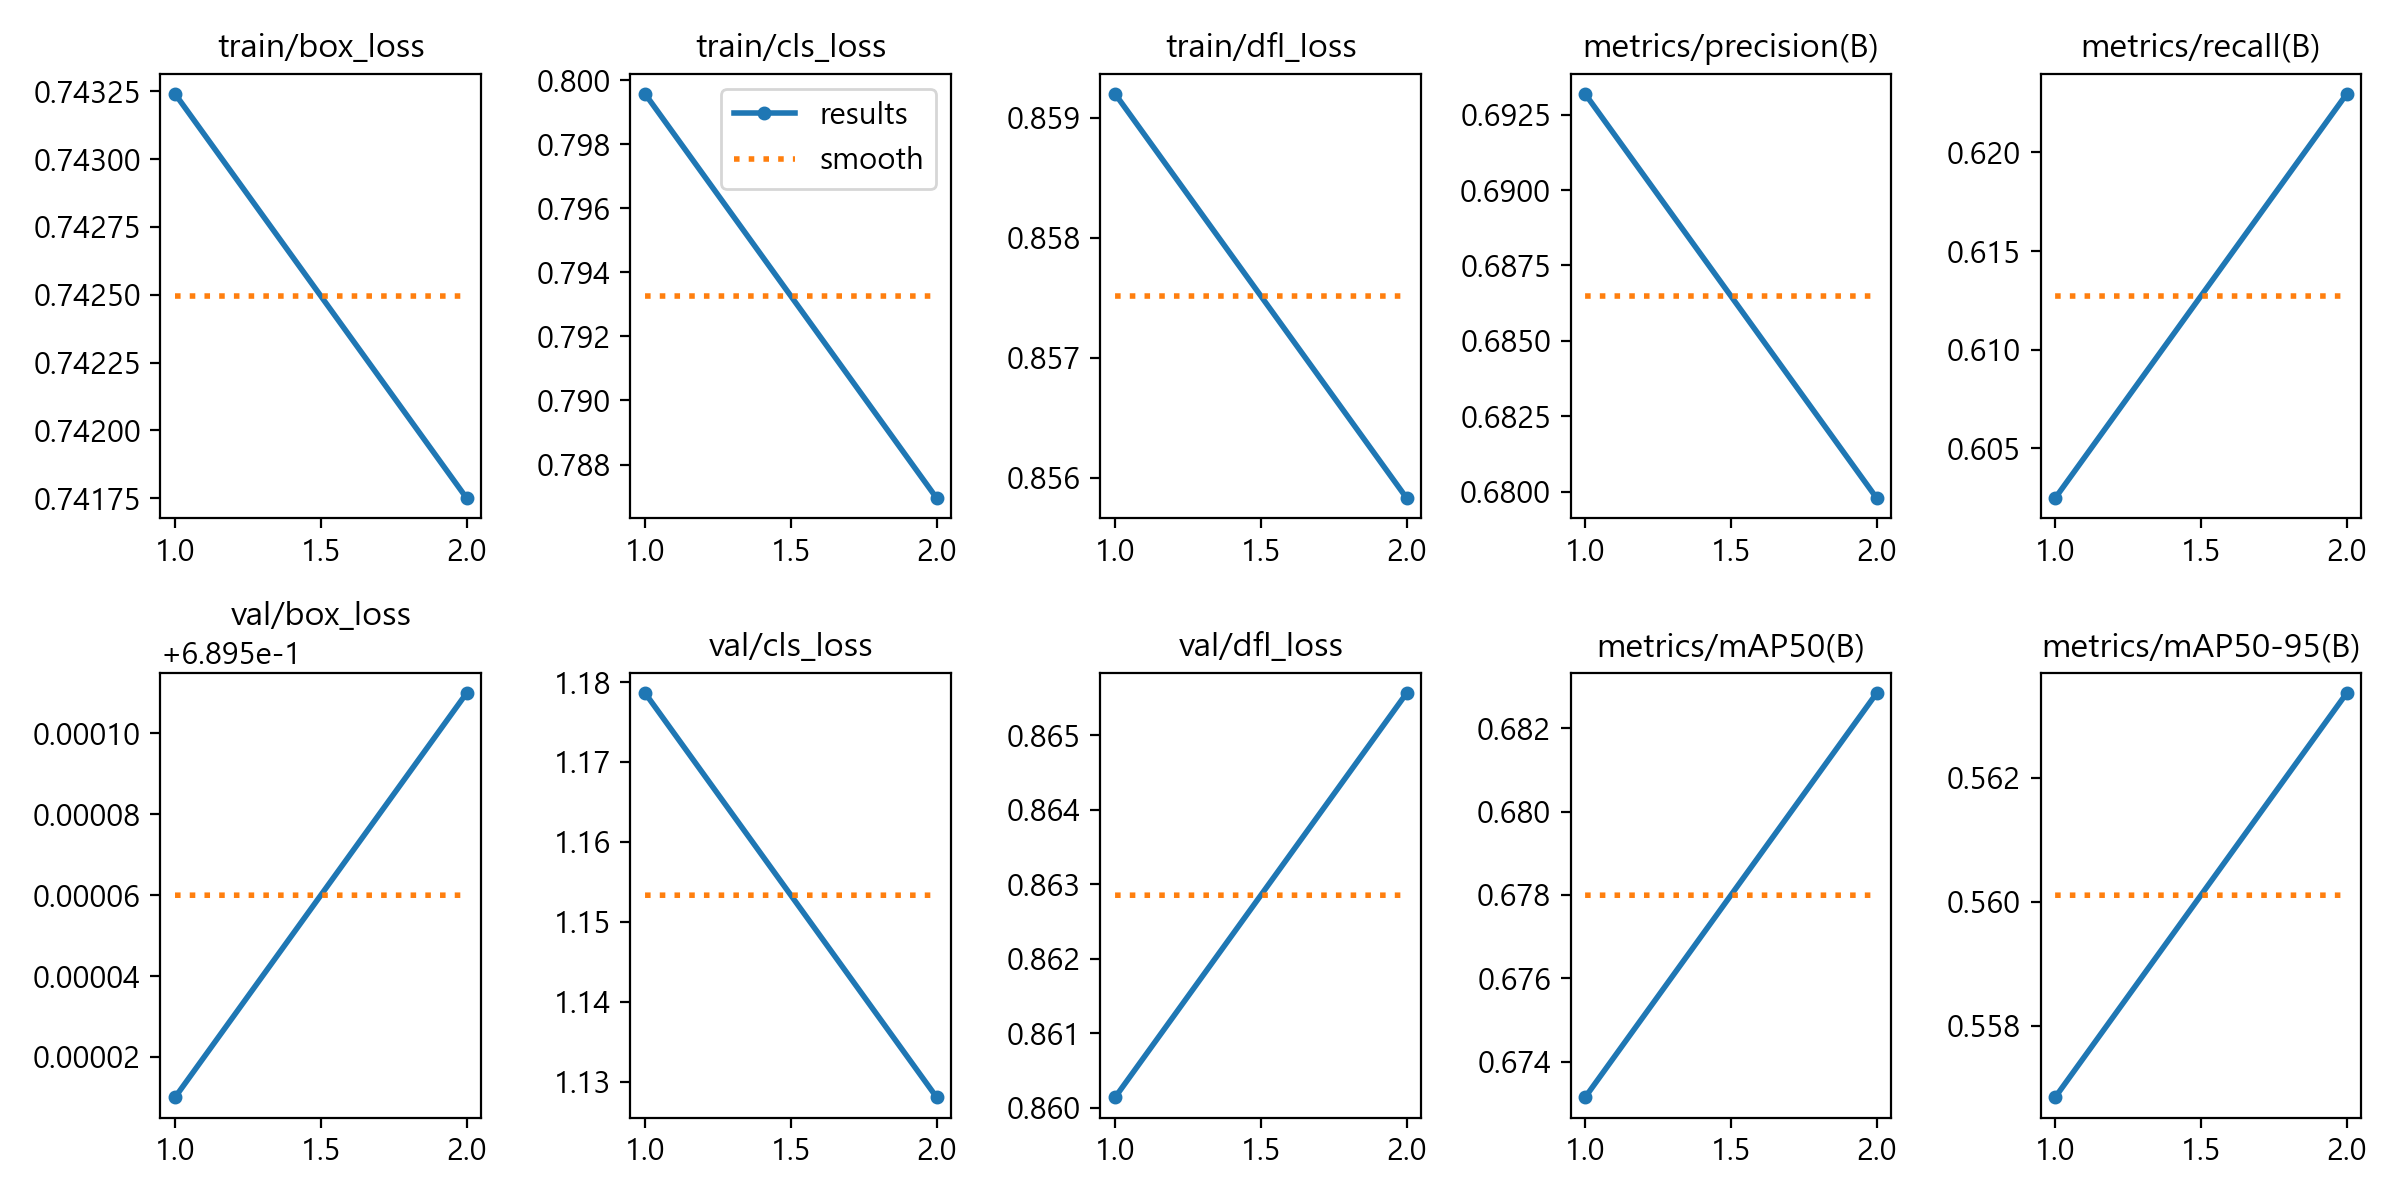 train/box_loss
0.74325
0.74300
0.74275
0.74250
0.74225
0.74200
0.74175
1.0 1.5 2.0
train/cls_loss
0.800
0.798
0.796
0.794
0.792
0.790
0.788
results
smooth
1.0 1.5 2.0
train/dfl_loss
0.859
0.858
0.857
0.856
1.0 1.5 2.0
metrics/precision(B)
0.6925
0.6900
0.6875
0.6850
0.6825
0.6800
1.0 1.5 2.0
metrics/recall(B)
0.620
0.615
0.610
0.605
1.0 1.5 2.0
val/box_loss
+6.895e-1
0.00010
0.00008
0.00006
0.00004
0.00002
1.0 1.5 2.0
val/cls_loss
1.18
1.17
1.16
1.15
1.14
1.13
1.0 1.5 2.0
val/dfl_loss
0.865
0.864
0.863
0.862
0.861
0.860
1.0 1.5 2.0
metrics/mAP50(B)
0.682
0.680
0.678
0.676
0.674
1.0 1.5 2.0
metrics/mAP50-95(B)
0.562
0.560
0.558
1.0 1.5 2.0